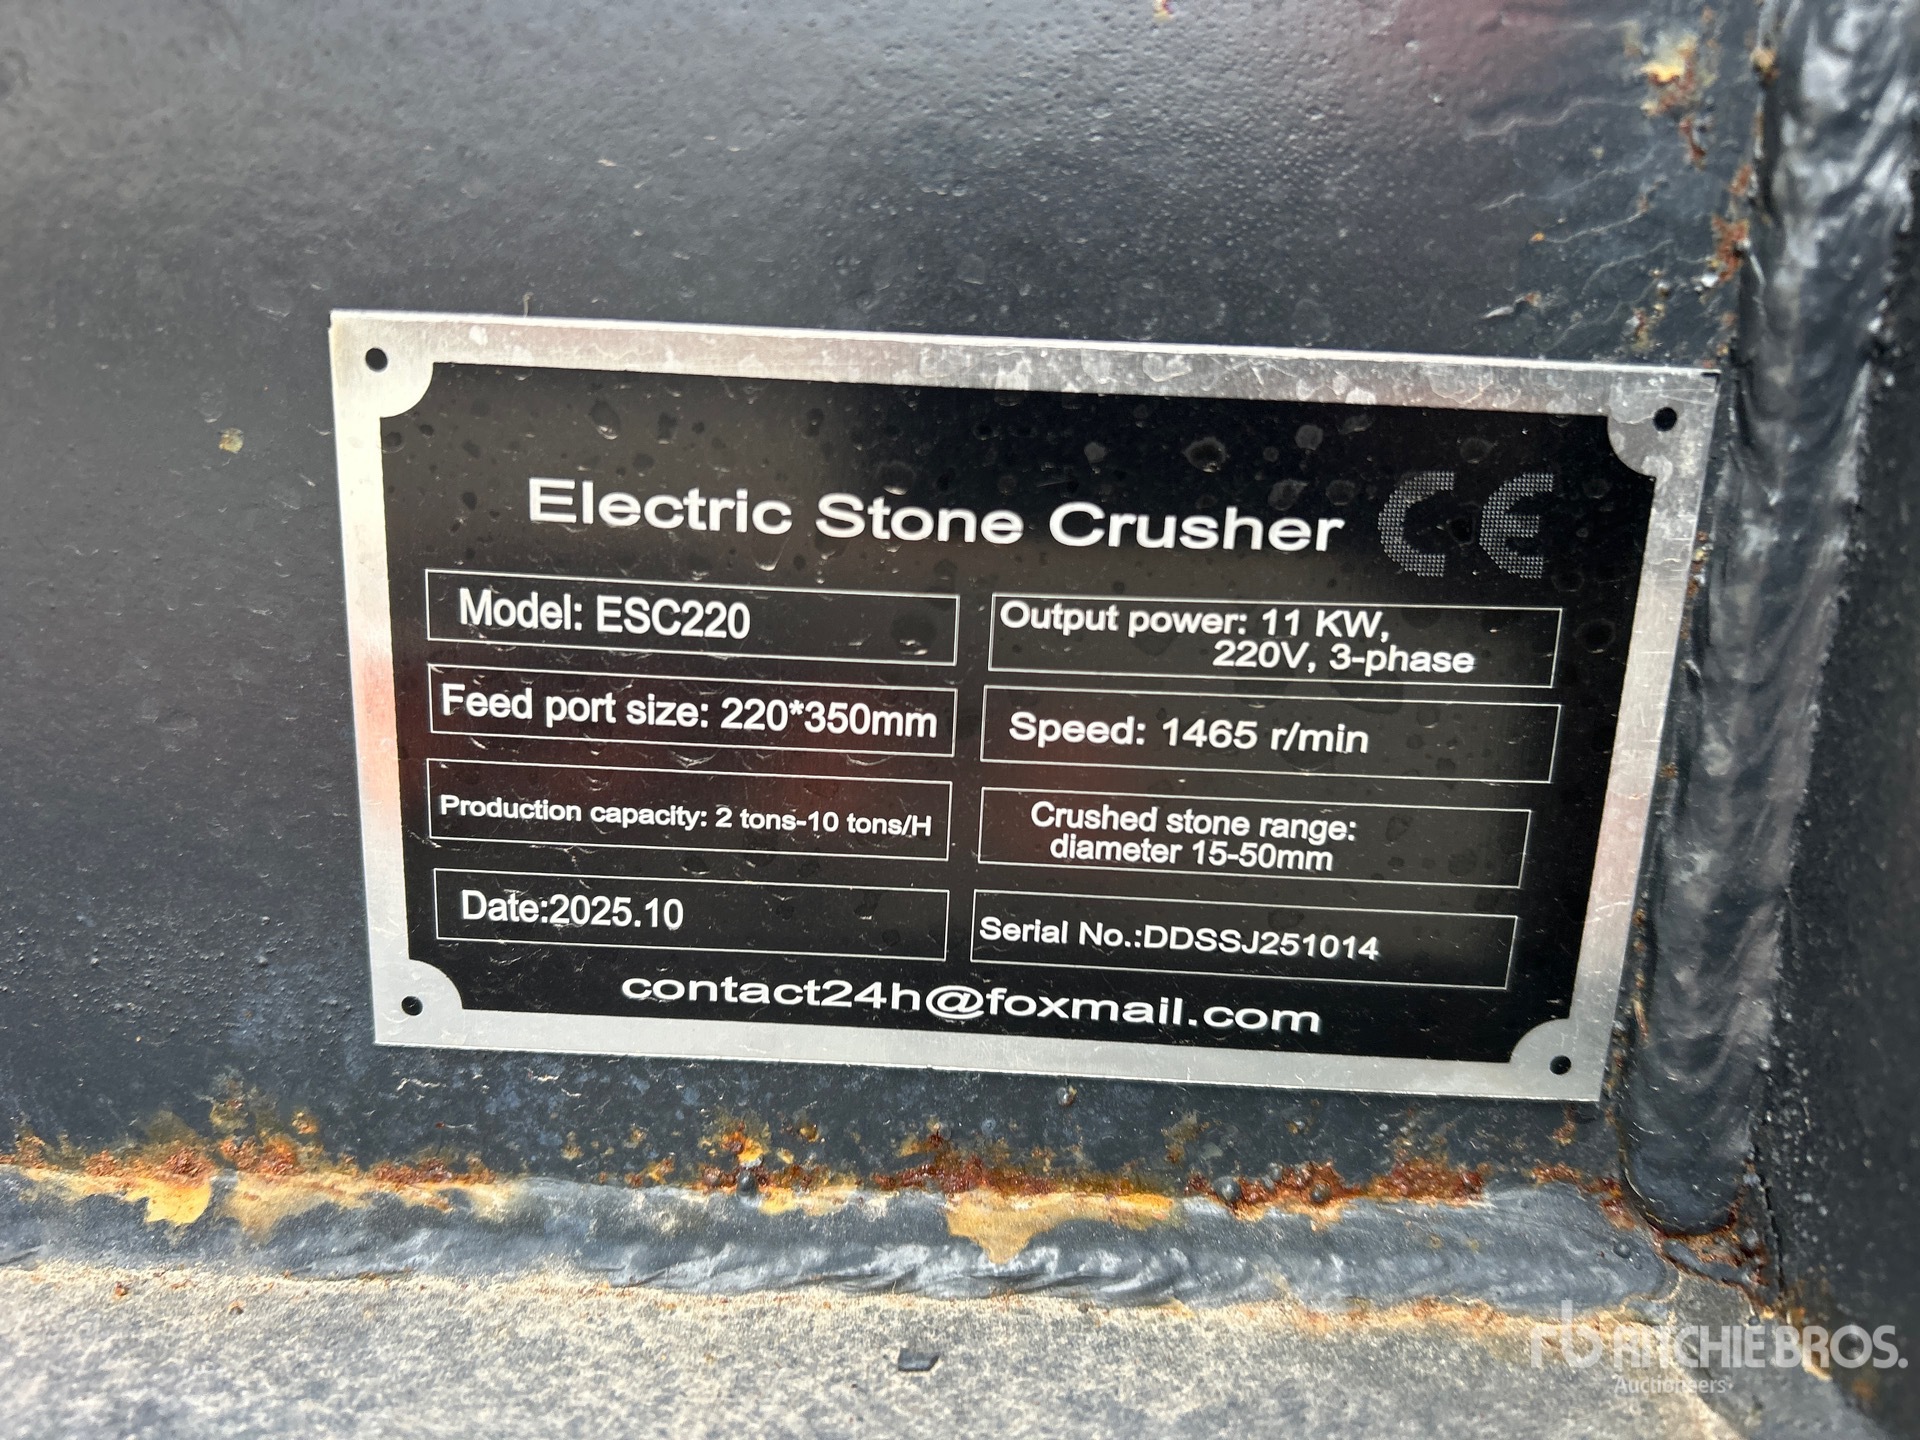 Electric Stone Crusher CE
Model: ESC220
Output power: 11 KW,
220V, 3-phase
Feed port size: 220*350mm
Speed: 1465 r/min
Production capacity: 2 tons-10 tons/H
Crushed stone range:
diameter 15-50mm
Date:2025.10
Serial No.:DDSSJ251014
contact24h@foxmail.com
rb RITCHIE BROS.
Auctioneers